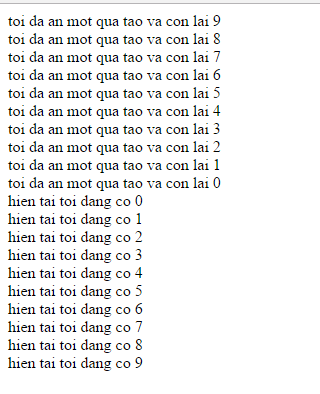 toi da an mot qua tao va con lai 9
toi da an mot qua tao va con lai 8
toi da an mot qua tao va con lai 7
toi da an mot qua tao va con lai 6
toi da an mot qua tao va con lai 5
toi da an mot qua tao va con lai 4
toi da an mot qua tao va con lai 3
toi da an mot qua tao va con lai 2
toi da an mot qua tao va con lai 1
toi da an mot qua tao va con lai 0
hien tai toi dang co 0
hien tai toi dang co 1
hien tai toi dang co 2
hien tai toi dang co 3
hien tai toi dang co 4
hien tai toi dang co 5
hien tai toi dang co 6
hien tai toi dang co 7
hien tai toi dang co 8
hien tai toi dang co 9